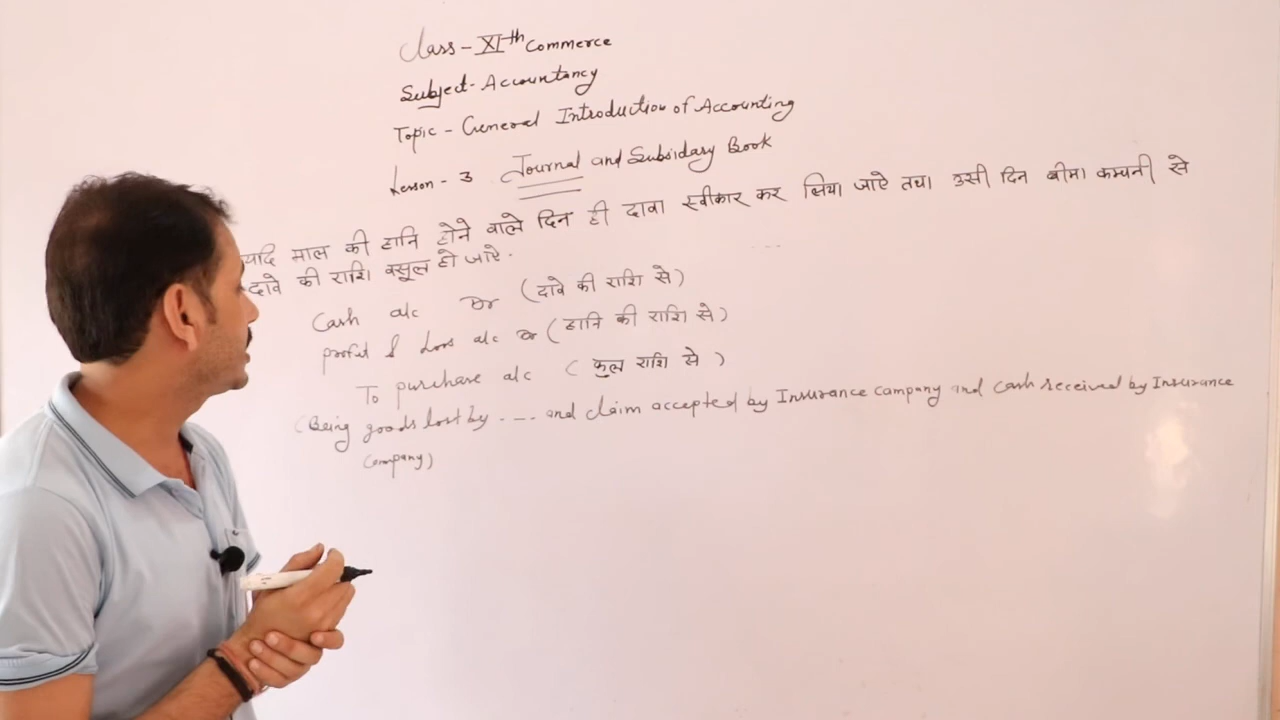 Class - XIth Commerce
Subject - Accountancy
Topic - General Introduction of Accounting
Lesson - 3 Journal and Subsidary Book
यदि माल की हानि होने वाले दिन ही दावा स्वीकार कर लिया जाऐ तथा उसी दिन बीमा कम्पनी से
दावे की राशि वसूल हो जाऐ.
Cash a/c Dr (दावे की राशि से)
profit & Loss a/c Dr (हानि की राशि से)
To purchase a/c (कुल राशि से)
(Being goods lost by ---- and claim accepted by Insurance company and cash received by Insurance
Company)